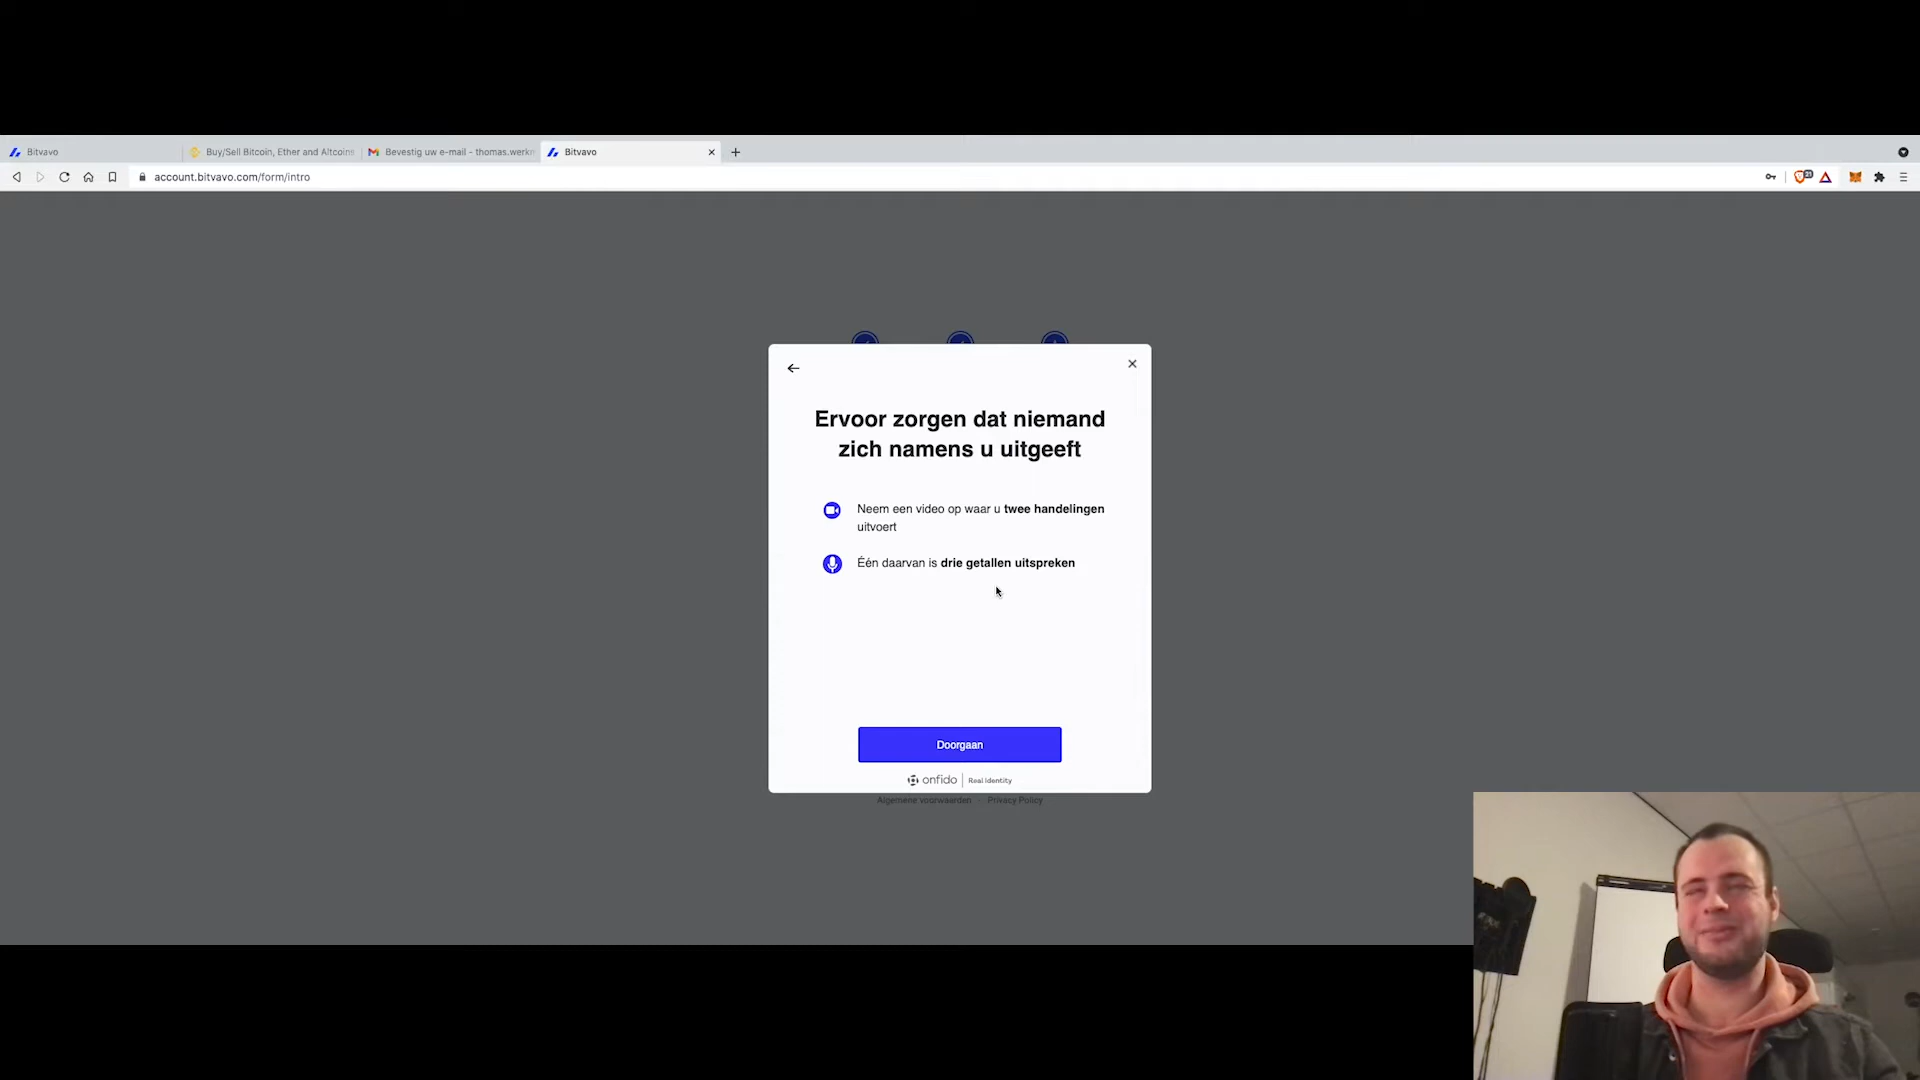 Bitvavo
Buy/Sell Bitcoin, Ether and Altcoins
Bevestig uw e-mail - thomas.werkm
Bitvavo
account.bitvavo.com/form/intro
Ervoor zorgen dat niemand
zich namens u uitgeeft
Neem een video op waar u twee handelingen
uitvoert
Één daarvan is drie getallen uitspreken
Doorgaan
onfido | Real Identity
Algemene voorwaarden - Privacy Policy